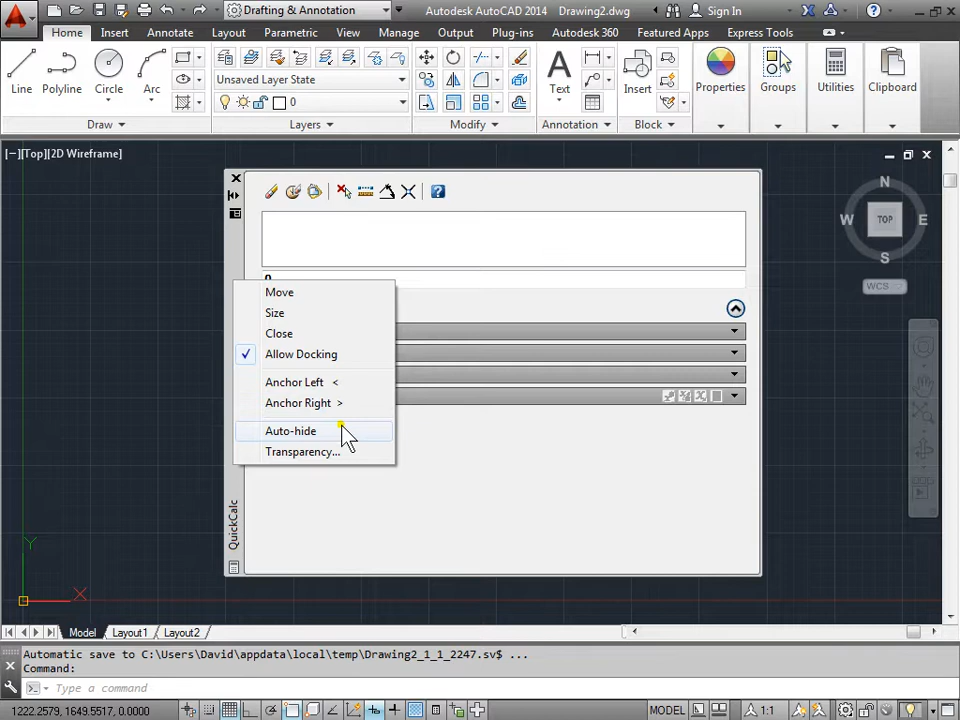 Drafting & Annotation
Autodesk AutoCAD 2014 Drawing2.dwg
Sign In
Home Insert Annotate Layout Parametric View Manage Output Plug-ins Autodesk 360 Featured Apps Express Tools
Unsaved Layer State
0
Line Polyline Circle Arc Text Insert Properties Groups Utilities Clipboard
Draw Layers Modify Annotation Block
[−][Top][2D Wireframe]
N
W TOP E
S
WCS
0
Move
Size
Close
Allow Docking
Anchor Left <
Anchor Right >
Auto-hide
Transparency...
QuickCalc
Y
X
Model Layout1 Layout2
Automatic save to C:\Users\David\appdata\local\temp\Drawing2_1_1_2247.sv$ ...
Command:
Type a command
1222.2579, 1649.5517, 0.0000
MODEL
1:1